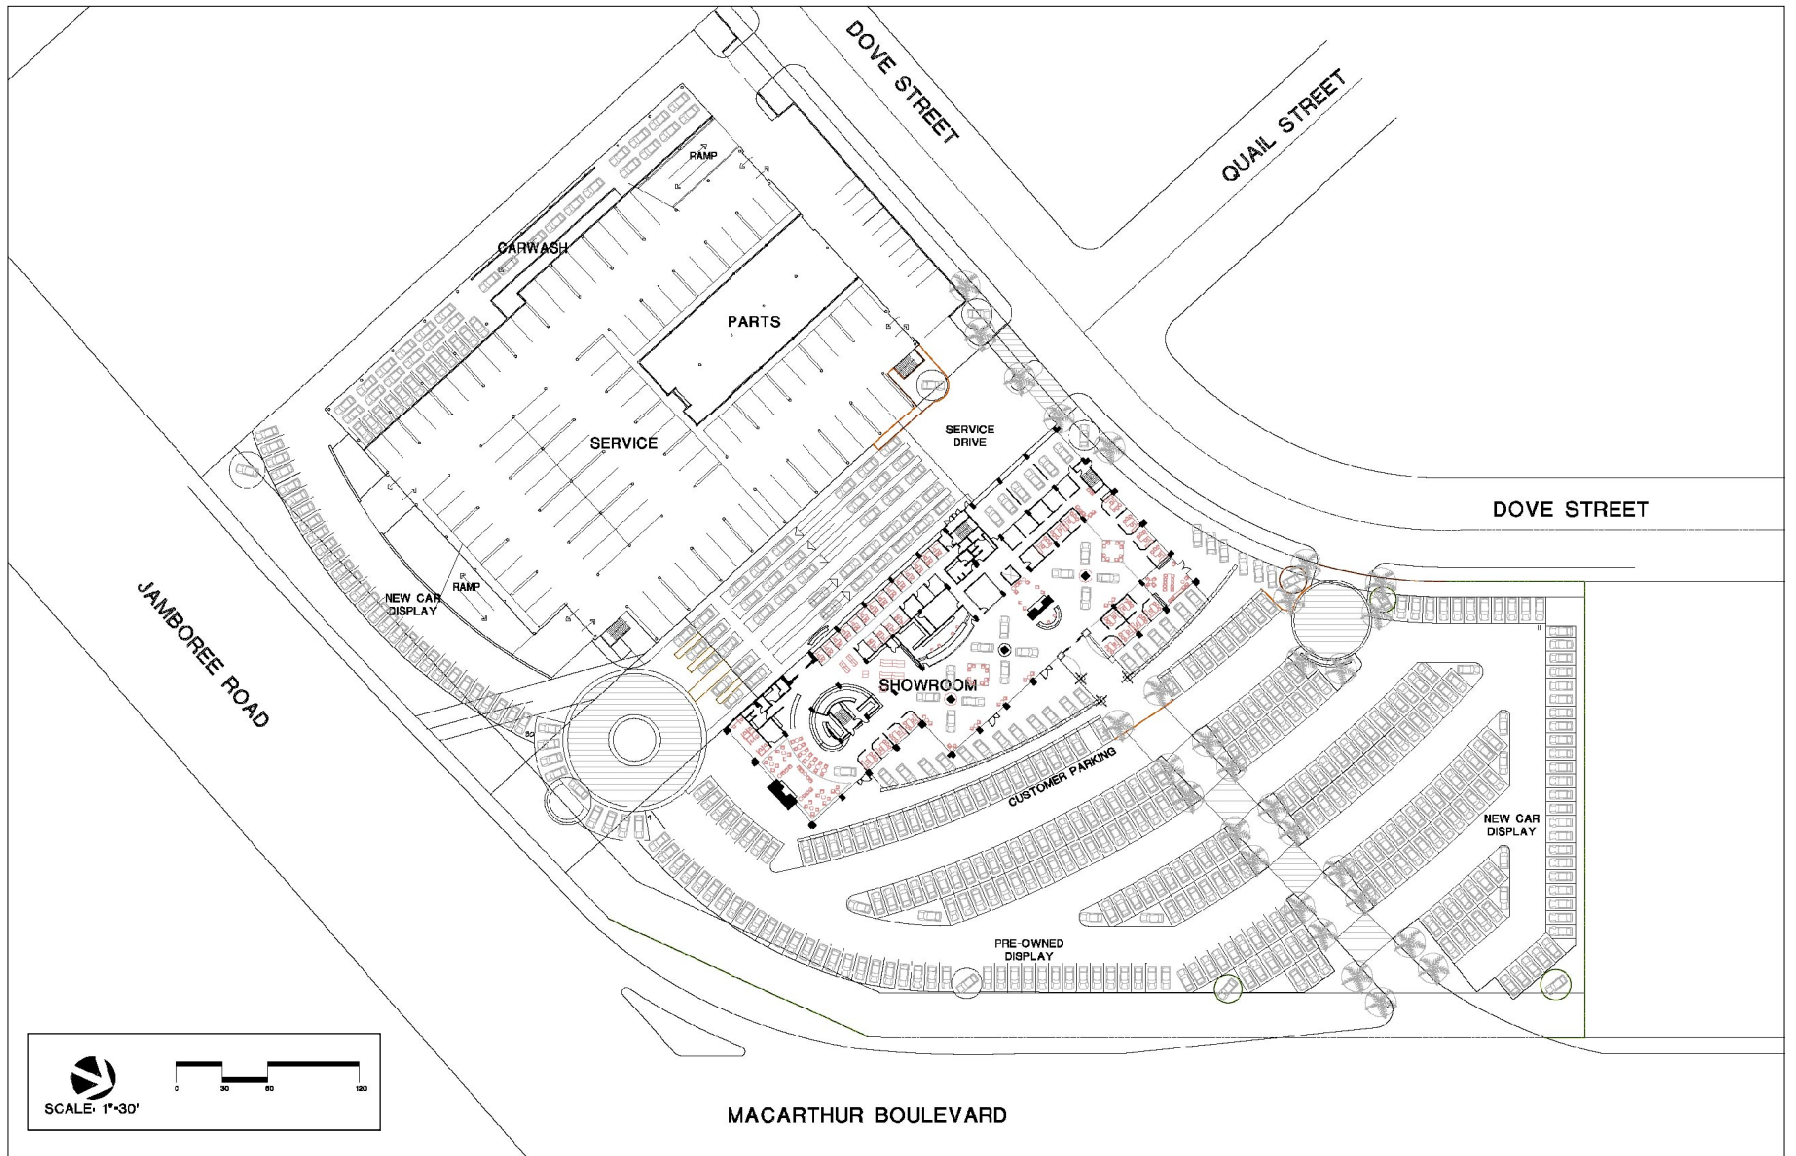 DOVE STREET
QUAIL STREET
RAMP
CARWASH
PARTS
SERVICE
SERVICE
DRIVE
DOVE STREET
RAMP
NEW CAR
DISPLAY
JAMBOREE ROAD
SHOWROOM
CUSTOMER PARKING
NEW CAR
DISPLAY
PRE-OWNED
DISPLAY
0 30 60 120
SCALE: 1"=30'
MACARTHUR BOULEVARD